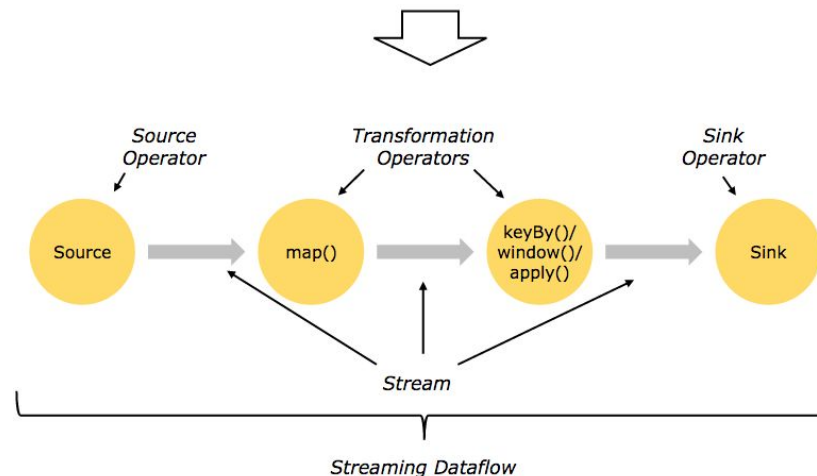 Source
Operator
Transformation
Operators
Sink
Operator
Source
map()
keyBy()/
window()/
apply()
Sink
Stream
Streaming Dataflow